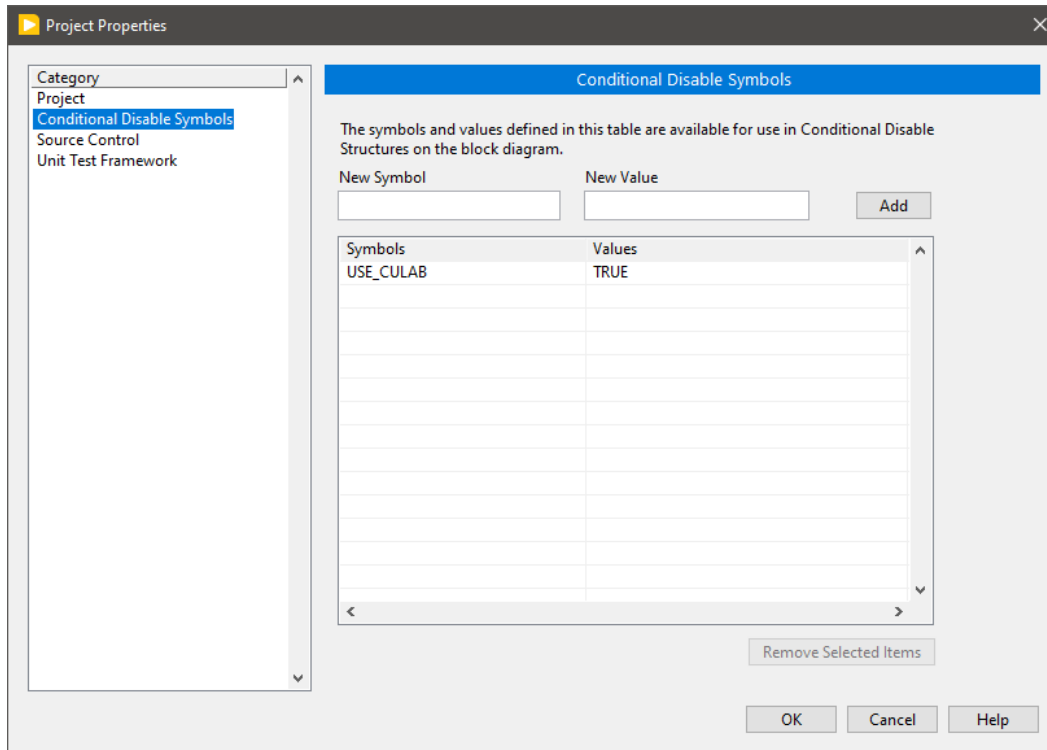 Project Properties
Category
Project
Conditional Disable Symbols
Source Control
Unit Test Framework
Conditional Disable Symbols
The symbols and values defined in this table are available for use in Conditional Disable
Structures on the block diagram.
New Symbol New Value
Add
Symbols Values
USE_CULAB TRUE
Remove Selected Items
OK Cancel Help